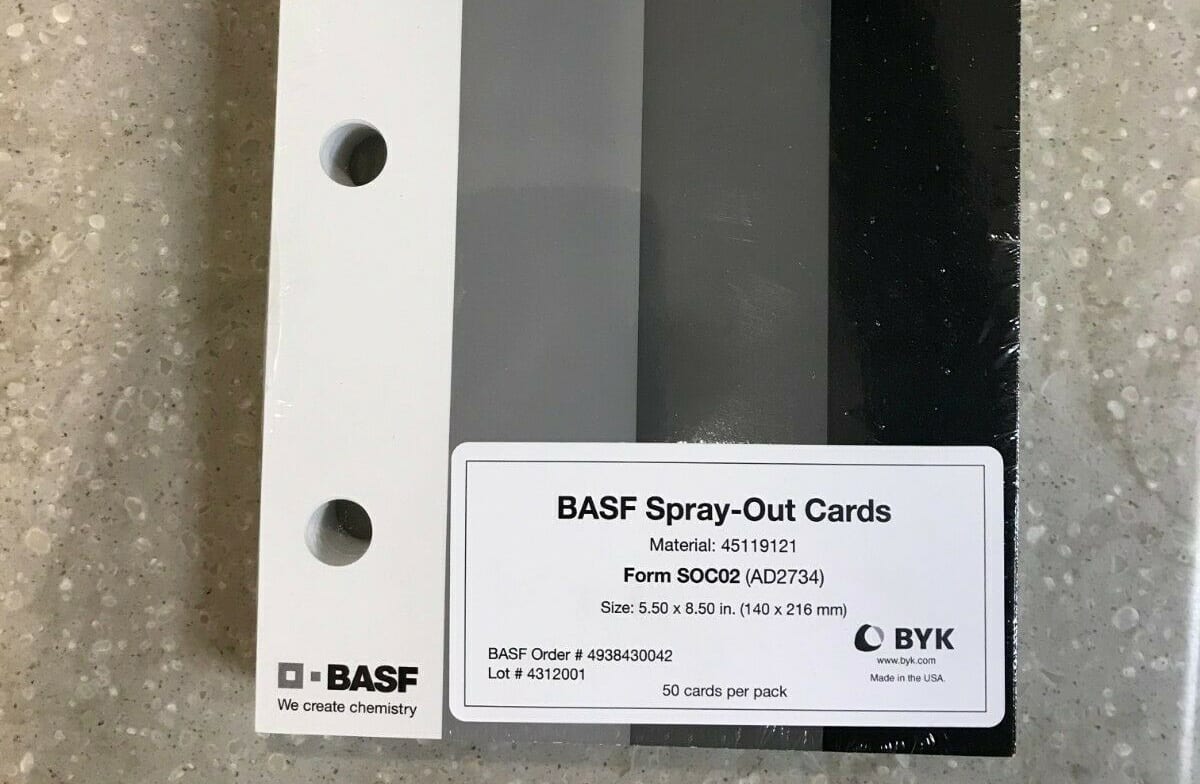 BASF Spray-Out Cards
Material: 45119121
Form SOC02 (AD2734)
Size: 5.50 x 8.50 in. (140 x 216 mm)
BYK
www.byk.com
Made in the USA.
BASF Order # 4938430042
Lot # 4312001
50 cards per pack
BASF
We create chemistry